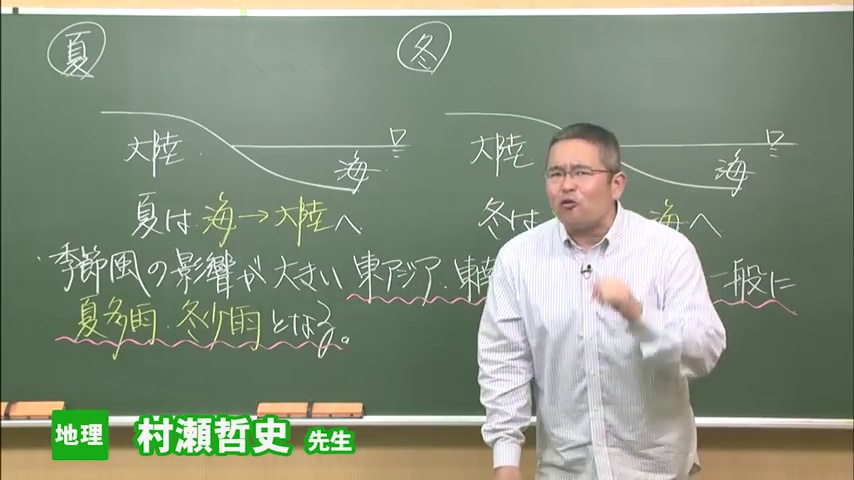 夏
冬
大陸
海
大陸
海
夏は 海→大陸へ
冬は 海へ
季節風の影響が大きい東アジア・東南 一般に
夏多雨・冬少雨となる。
地理 村瀬哲史 先生